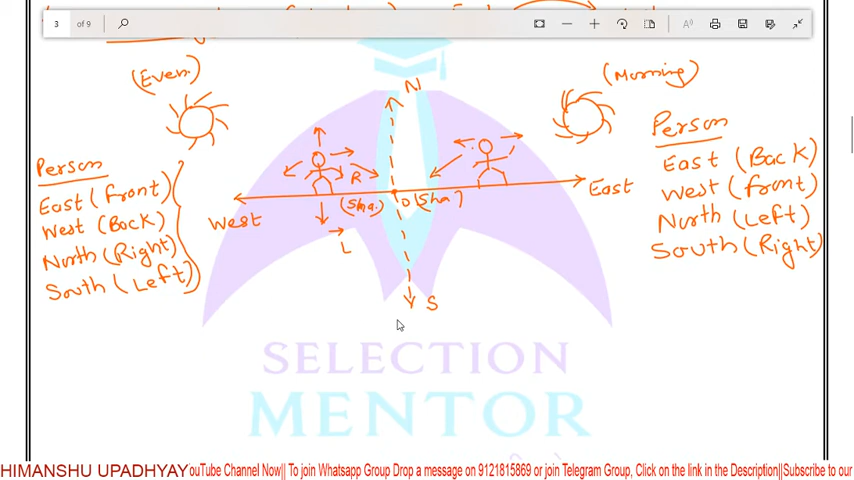 3 of 9
(Even.)
(Morning)
N
Person
East (Front)
West (Back)
North (Right)
South (Left)
R
West
(Sha.)
O
(Sha)
East
L
S
Person
East (Back)
West (Front)
North (Left)
South (Right)
SELECTION
MENTOR
HIMANSHU UPADHYAY ouTube Channel Now|| To join Whatsapp Group Drop a message on 9121815869 or join Telegram Group, Click on the link in the Description||Subscribe to our